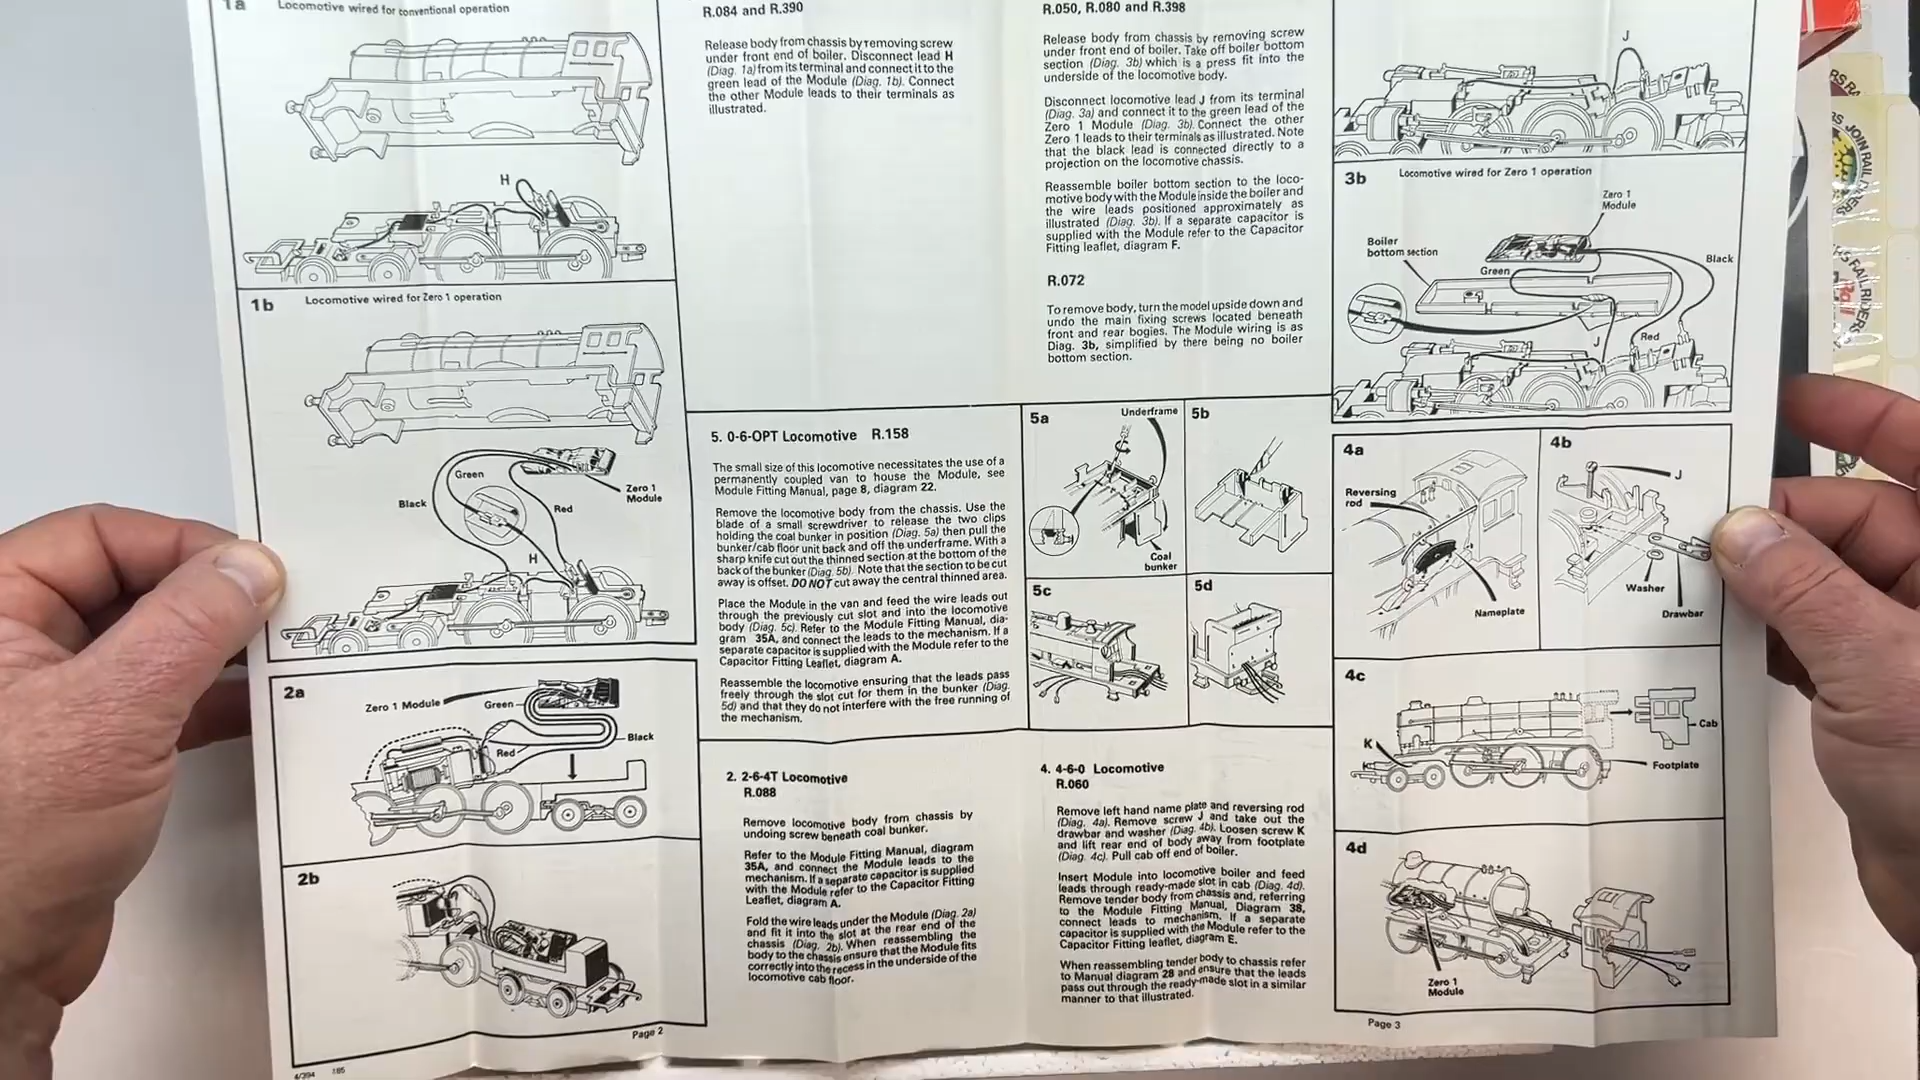 1a Locomotive wired for conventional operation
H
1b Locomotive wired for Zero 1 operation
Green
Black
Red
Zero 1
Module
H
2a
Zero 1 Module
Green
Red
Black
2b
Page 2
4/394 185
R.084 and R.390
Release body from chassis by removing screw
under front end of boiler. Disconnect lead H
(Diag. 1a) from its terminal and connect it to the
green lead of the Module (Diag. 1b). Connect
the other Module leads to their terminals as
illustrated.
R.050, R.080 and R.398
Release body from chassis by removing screw
under front end of boiler. Take off boiler bottom
section (Diag. 3b) which is a press fit into the
underside of the locomotive body.
Disconnect locomotive lead J from its terminal
(Diag. 3a) and connect it to the green lead of the
Zero 1 Module (Diag. 3b). Connect the other
Zero 1 leads to their terminals as illustrated. Note
that the black lead is connected directly to a
projection on the locomotive chassis.
Reassemble boiler bottom section to the loco-
motive body with the Module inside the boiler and
the wire leads positioned approximately as
illustrated (Diag. 3b). If a separate capacitor is
supplied with the Module refer to the Capacitor
Fitting leaflet, diagram F.
R.072
To remove body, turn the model upside down and
undo the main fixing screws located beneath
front and rear bogies. The Module wiring is as
Diag. 3b, simplified by there being no boiler
bottom section.
5. 0-6-OPT Locomotive R.158
The small size of this locomotive necessitates the use of a
permanently coupled van to house the Module, see
Module Fitting Manual, page 8, diagram 22.
Remove the locomotive body from the chassis. Use the
blade of a small screwdriver to release the two clips
holding the coal bunker in position (Diag. 5a) then pull the
bunker/cab floor unit back and off the underframe. With a
sharp knife cut out the thinned section at the bottom of the
back of the bunker (Diag. 5b). Note that the section to be cut
away is offset. DO NOT cut away the central thinned area.
Place the Module in the van and feed the wire leads out
through the previously cut slot and into the locomotive
body (Diag. 5c). Refer to the Module Fitting Manual, dia-
gram 35A, and connect the leads to the mechanism. If a
separate capacitor is supplied with the Module refer to the
Capacitor Fitting Leaflet, diagram A.
Reassemble the locomotive ensuring that the leads pass
freely through the slot cut for them in the bunker (Diag.
5d) and that they do not interfere with the free running of
the mechanism.
5a
Underframe
Coal
bunker
5b
5c
5d
2. 2-6-4T Locomotive
R.088
Remove locomotive body from chassis by
undoing screw beneath coal bunker.
Refer to the Module Fitting Manual, diagram
35A, and connect the Module leads to the
mechanism. If a separate capacitor is supplied
with the Module refer to the Capacitor Fitting
Leaflet, diagram A.
Fold the wire leads under the Module (Diag. 2a)
and fit it into the slot at the rear end of the
chassis (Diag. 2b). When reassembling the
body to the chassis ensure that the Module fits
correctly into the recess in the underside of the
locomotive cab floor.
4. 4-6-0 Locomotive
R.060
Remove left hand name plate and reversing rod
(Diag. 4a). Remove screw J and take out the
drawbar and washer (Diag. 4b). Loosen screw K
and lift rear end of body away from footplate
(Diag. 4c). Pull cab off end of boiler.
Insert Module into locomotive boiler and feed
leads through ready-made slot in cab (Diag. 4d).
Remove tender body from chassis and, referring
to the Module Fitting Manual, Diagram 38,
connect leads to mechanism. If a separate
capacitor is supplied with the Module refer to the
Capacitor Fitting leaflet, diagram E.
When reassembling tender body to chassis refer
to Manual diagram 28 and ensure that the leads
pass out through the ready-made slot in a similar
manner to that illustrated.
J
3b Locomotive wired for Zero 1 operation
Zero 1
Module
Boiler
bottom section
Green
Black
J
Red
4a
Reversing
rod
Nameplate
4b
J
Washer
Drawbar
4c
K
Cab
Footplate
4d
Zero 1
Module
Page 3
JOIN RAIL